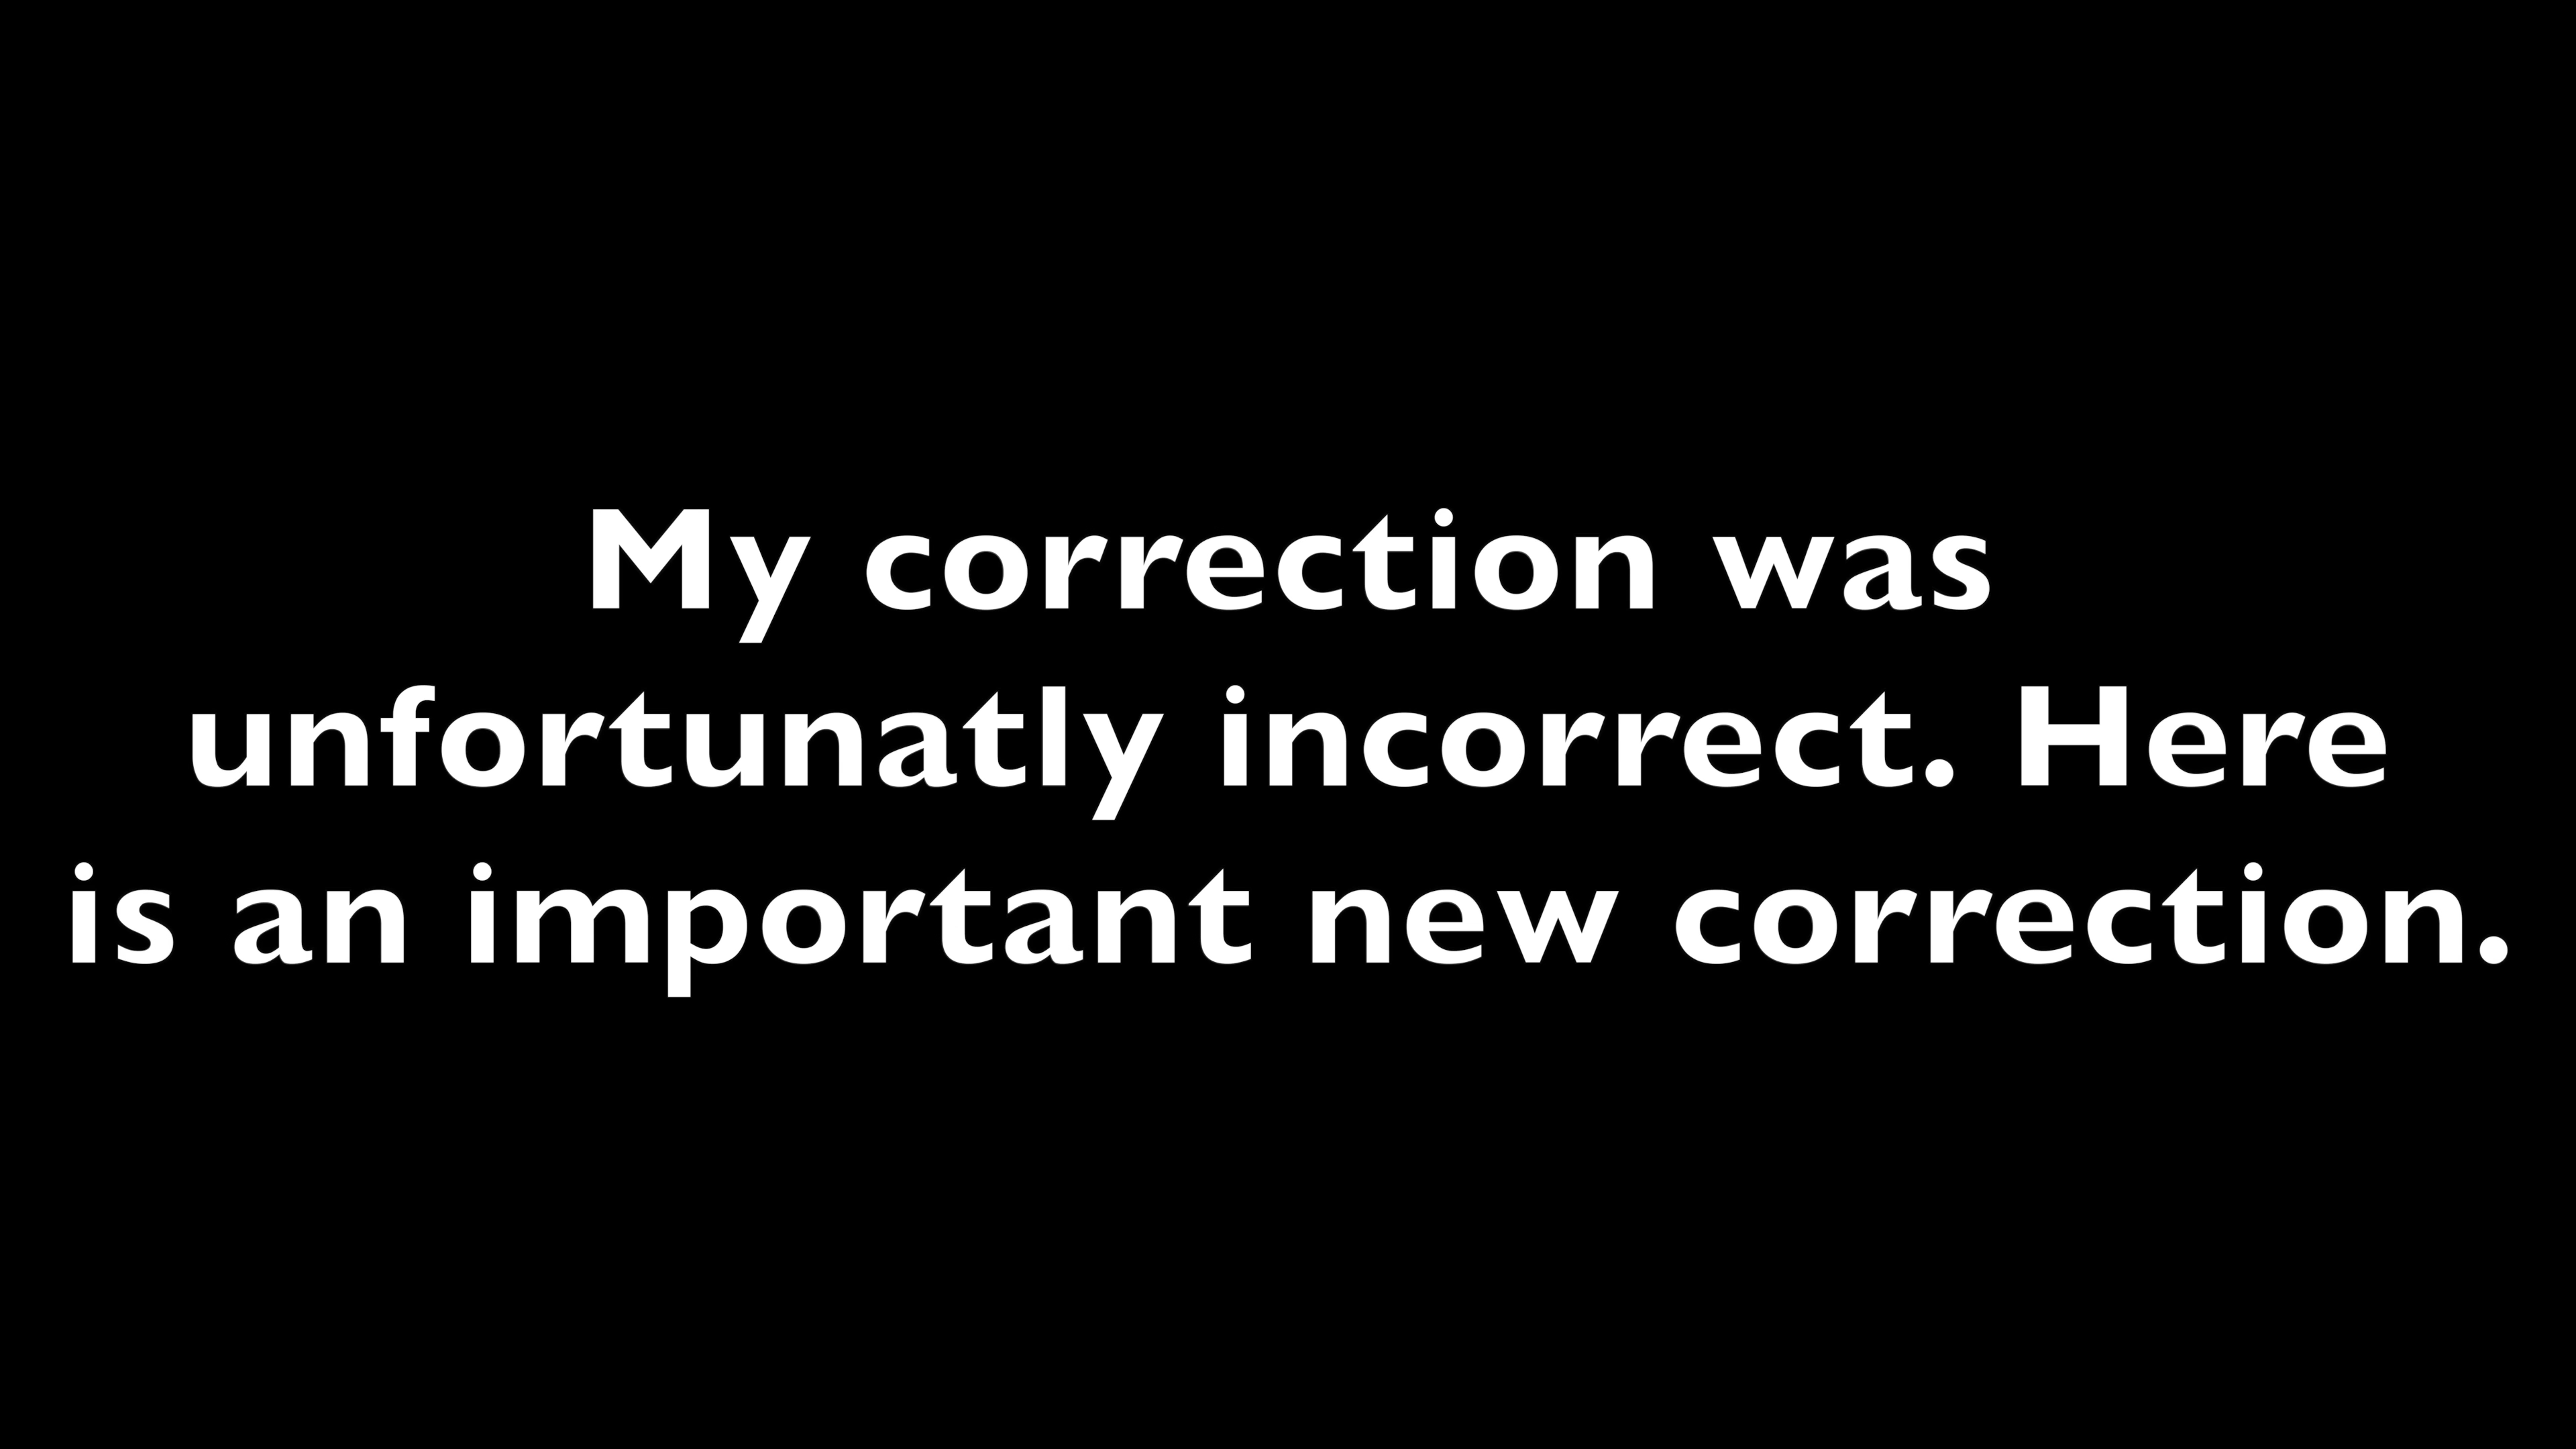 My correction was
unfortunatly incorrect. Here
is an important new correction.